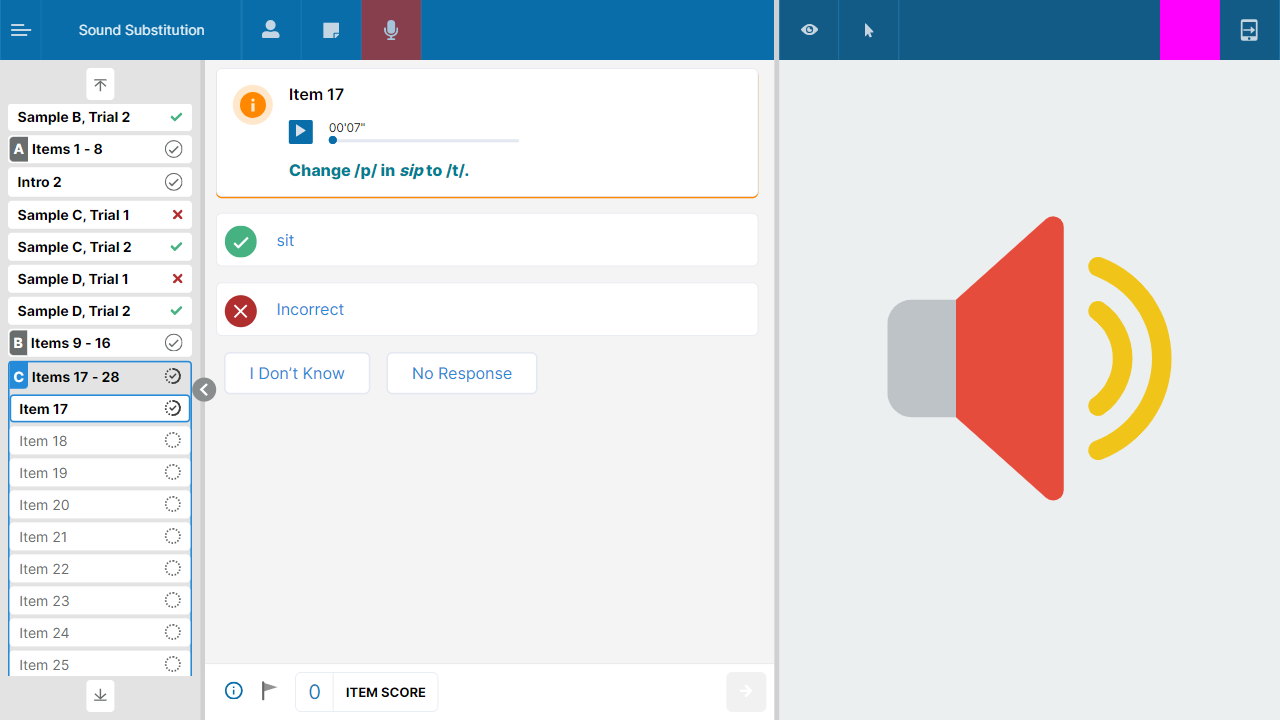 Sound Substitution
Sample B, Trial 2
A Items 1 - 8
Intro 2
Sample C, Trial 1
Sample C, Trial 2
Sample D, Trial 1
Sample D, Trial 2
B Items 9 - 16
C Items 17 - 28
Item 17
Item 18
Item 19
Item 20
Item 21
Item 22
Item 23
Item 24
Item 25
Item 17
00'07"
Change /p/ in sip to /t/.
sit
Incorrect
I Don’t Know
No Response
0 ITEM SCORE